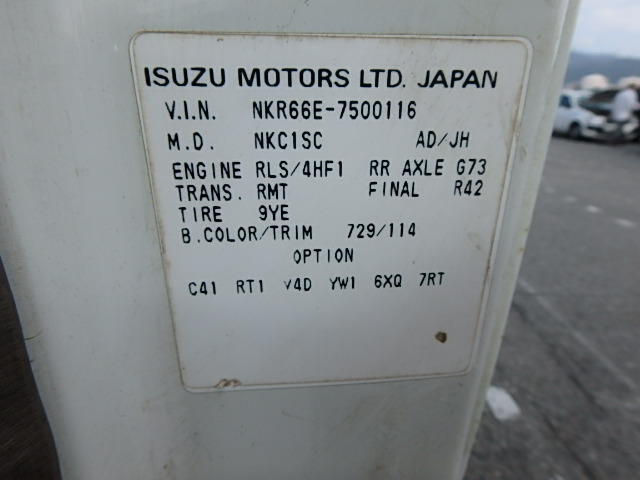 ISUZU MOTORS LTD. JAPAN
V.I.N. NKR66E-7500116
M.D. NKC1SC AD/JH
ENGINE RLS/4HF1 RR AXLE G73
TRANS. RMT FINAL R42
TIRE 9YE
B.COLOR/TRIM 729/114
OPTION
C41 RT1 V4D YW1 6XQ 7RT